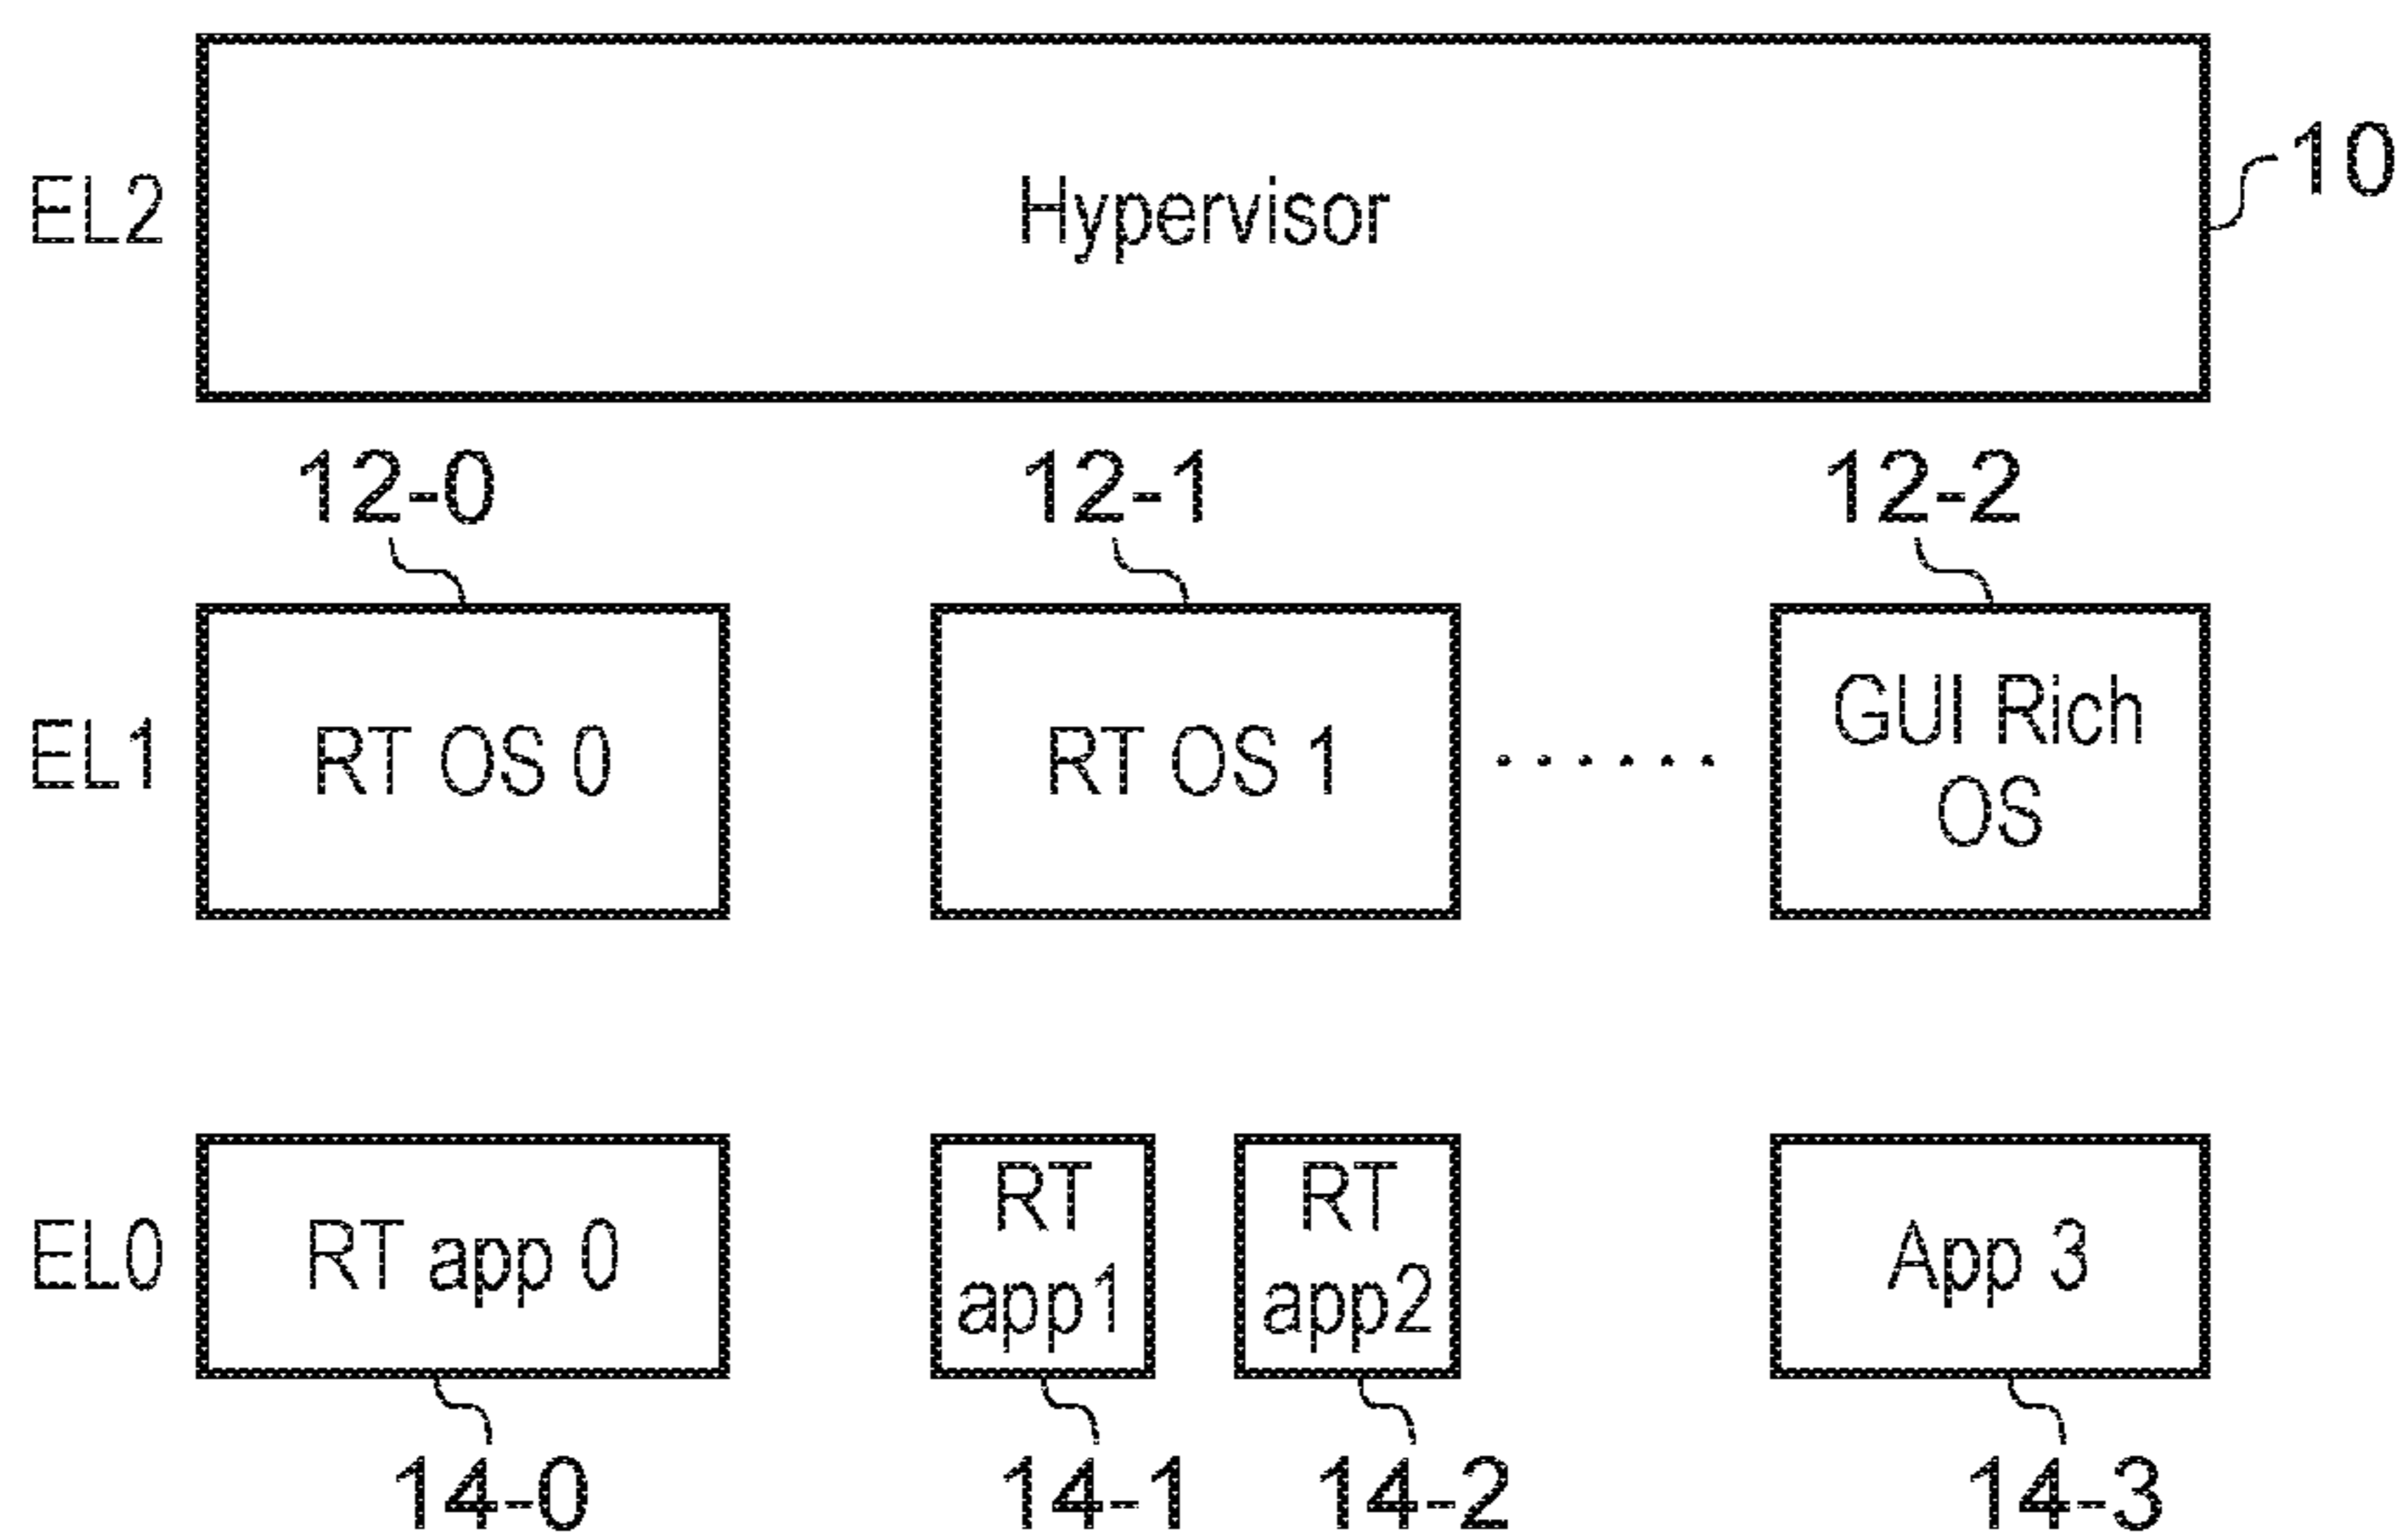 EL2
Hypervisor
10
12-0
12-1
12-2
EL1
RT OS 0
RT OS 1
GUI Rich
OS
EL0
RT app 0
RT
app1
RT
app2
App 3
14-0
14-1
14-2
14-3